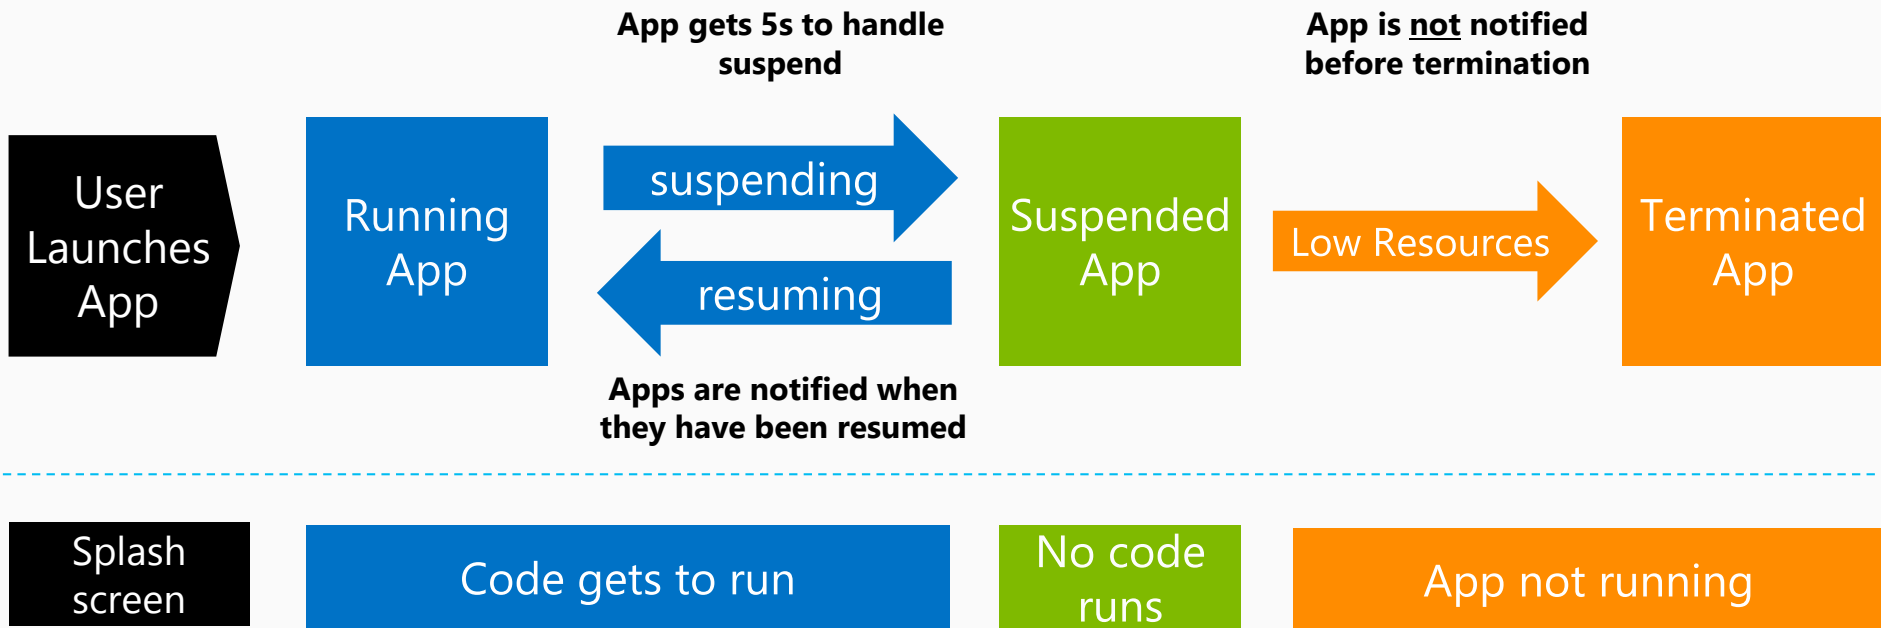 App gets 5s to handle
suspend
App is not notified
before termination
User
Launches
App
Running
App
suspending
resuming
Suspended
App
Low Resources
Terminated
App
Apps are notified when
they have been resumed
Splash
screen
Code gets to run
No code
runs
App not running